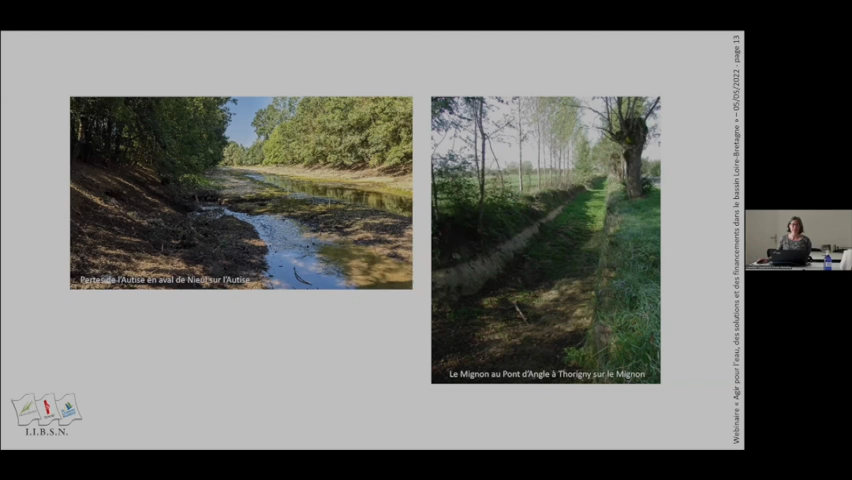 Pertes de l'Autise en aval de Nieul sur l'Autise
Le Mignon au Pont d'Angle à Thorigny sur le Mignon
I.I.B.S.N.
Webinaire « Agir pour l'eau, des solutions et des financements dans le bassin Loire-Bretagne » – 05/05/2022 - page 13